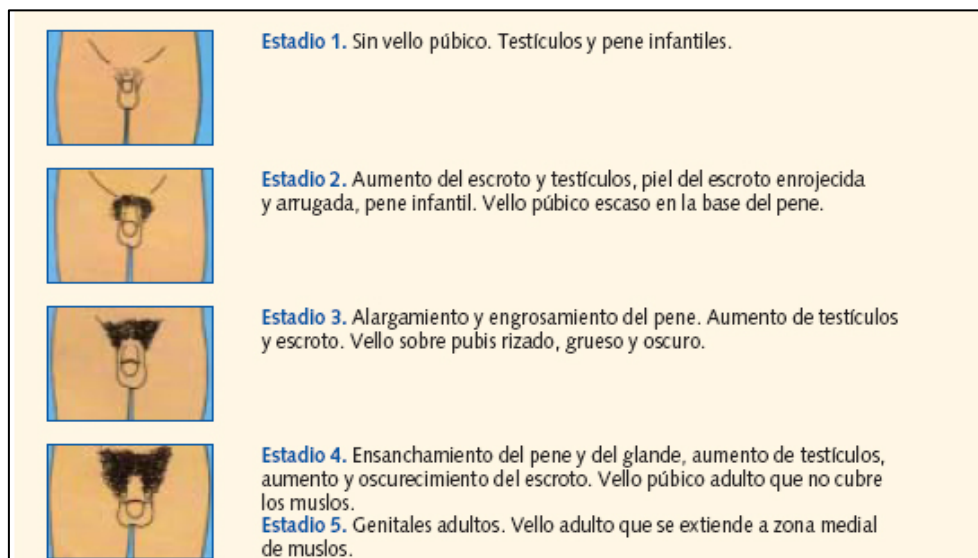 Estadio 1. Sin vello púbico. Testículos y pene infantiles.
Estadio 2. Aumento del escroto y testículos, piel del escroto enrojecida
y arrugada, pene infantil. Vello púbico escaso en la base del pene.
Estadio 3. Alargamiento y engrosamiento del pene. Aumento de testículos
y escroto. Vello sobre pubis rizado, grueso y oscuro.
Estadio 4. Ensanchamiento del pene y del glande, aumento de testículos,
aumento y oscurecimiento del escroto. Vello púbico adulto que no cubre
los muslos.
Estadio 5. Genitales adultos. Vello adulto que se extiende a zona medial
de muslos.